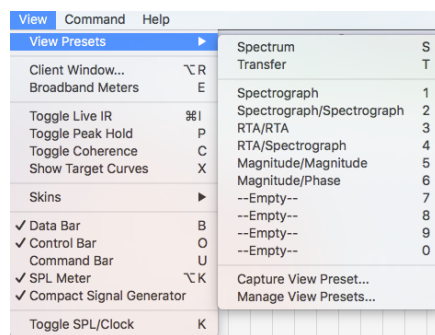 View Command Help
View Presets ▶
Client Window... ⌥R
Broadband Meters E
Toggle Live IR ⌘I
Toggle Peak Hold P
Toggle Coherence C
Show Target Curves X
Skins ▶
✓ Data Bar B
✓ Control Bar O
Command Bar U
✓ SPL Meter ⌥K
✓ Compact Signal Generator
Toggle SPL/Clock K
Spectrum S
Transfer T
Spectrograph 1
Spectrograph/Spectrograph 2
RTA/RTA 3
RTA/Spectrograph 4
Magnitude/Magnitude 5
Magnitude/Phase 6
--Empty-- 7
--Empty-- 8
--Empty-- 9
--Empty-- 0
Capture View Preset...
Manage View Presets...